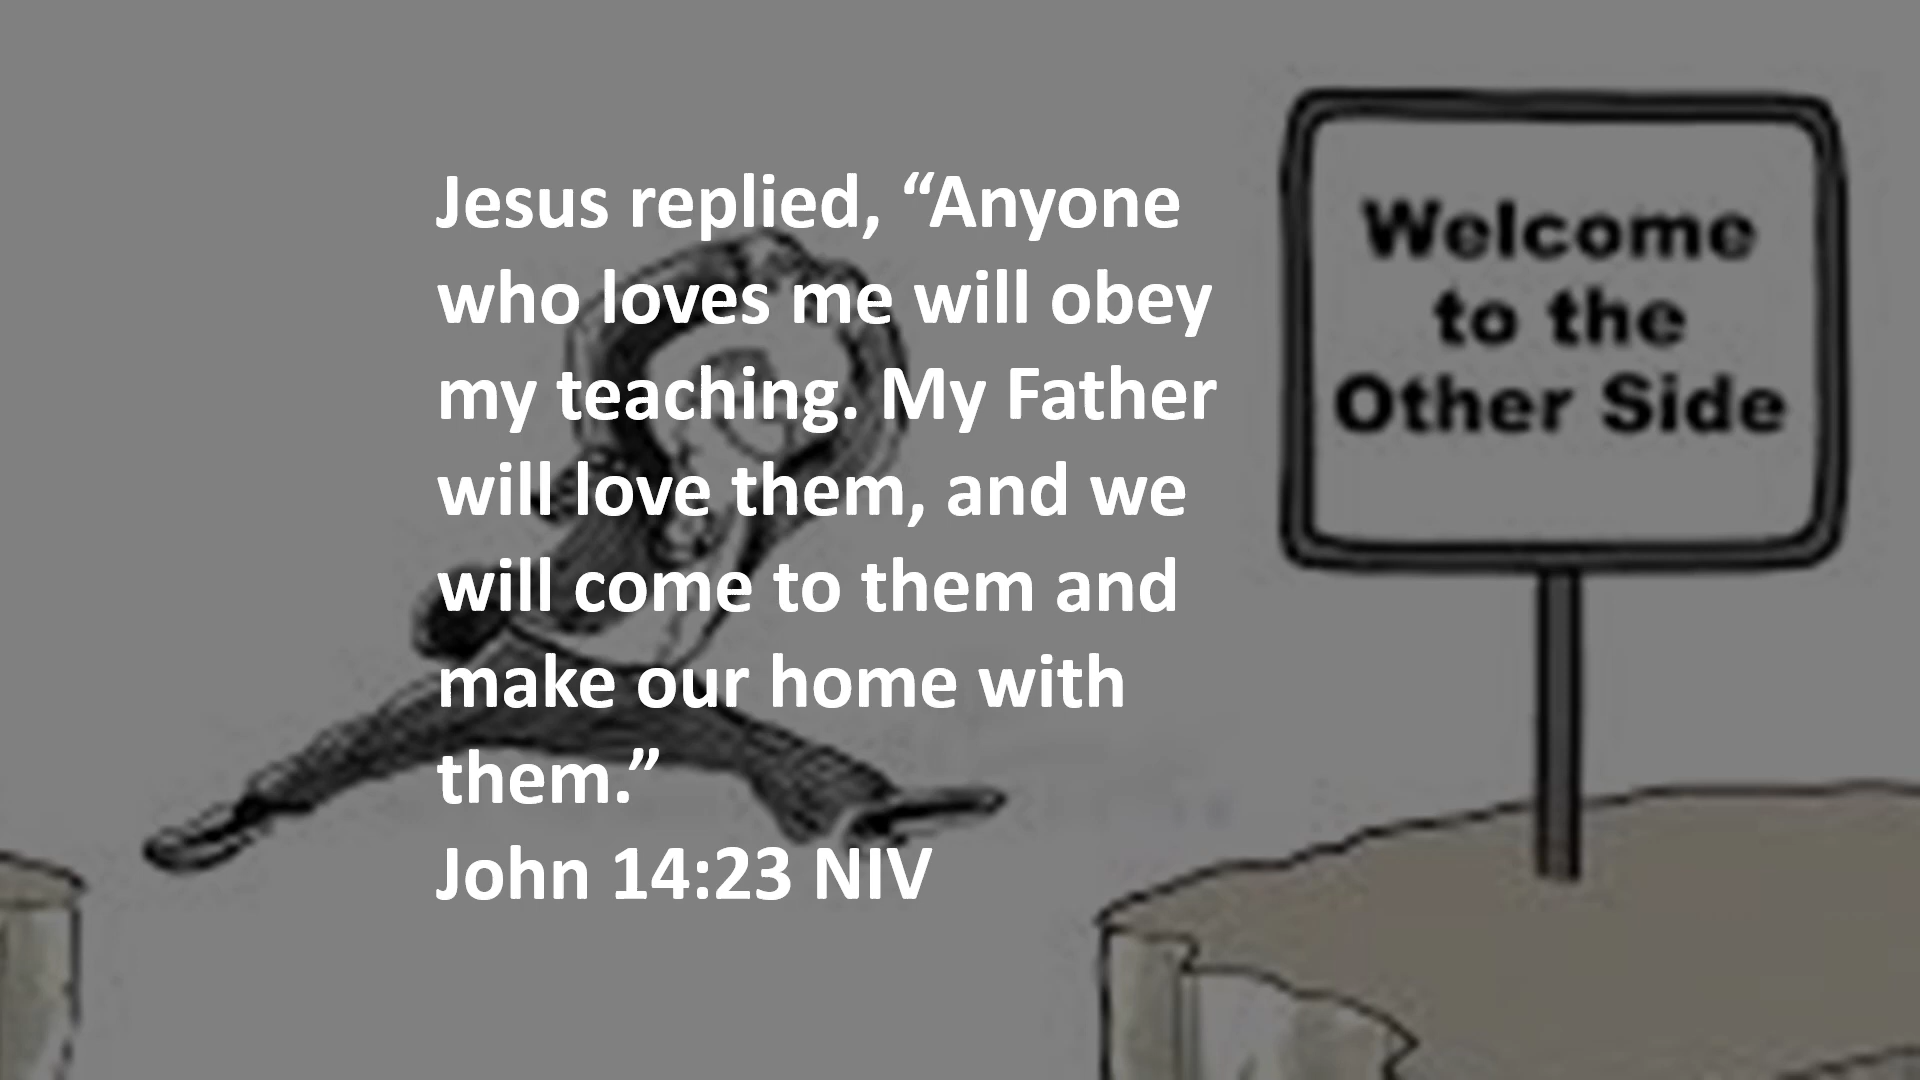 Jesus replied, “Anyone
who loves me will obey
my teaching. My Father
will love them, and we
will come to them and
make our home with
them.”
John 14:23 NIV
Welcome
to the
Other Side